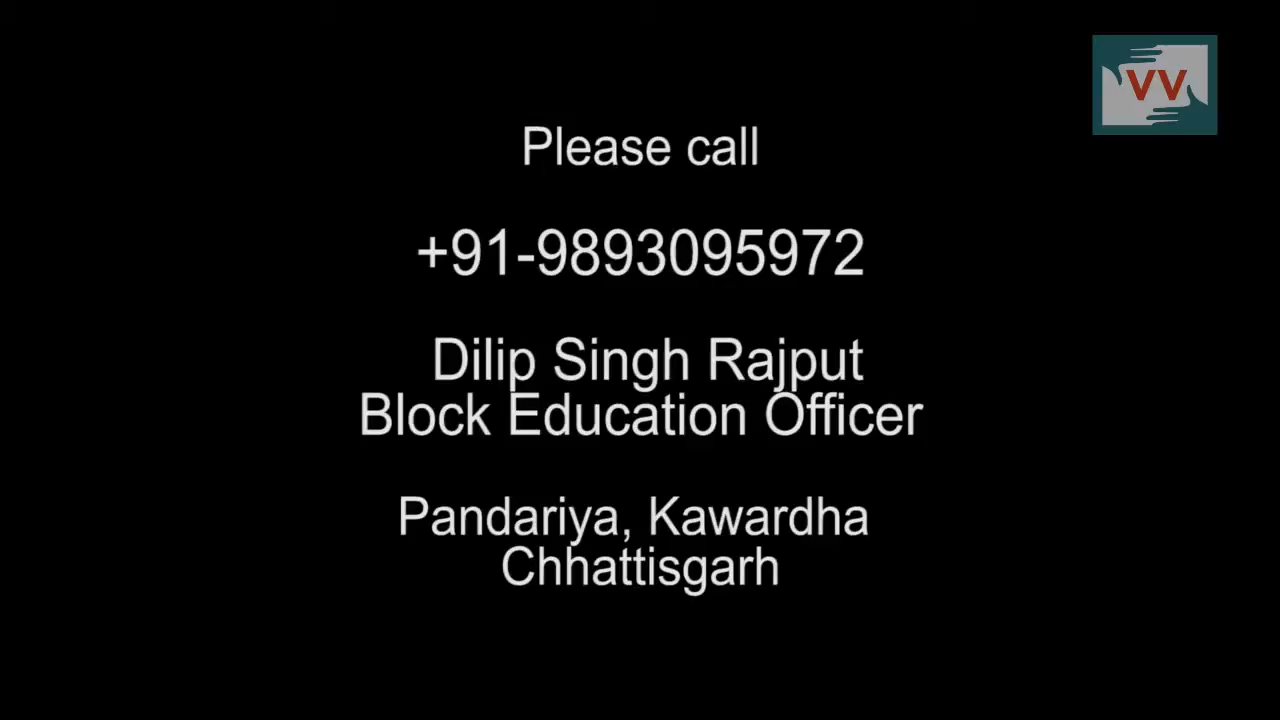 VV
Please call
+91-9893095972
Dilip Singh Rajput
Block Education Officer
Pandariya, Kawardha
Chhattisgarh